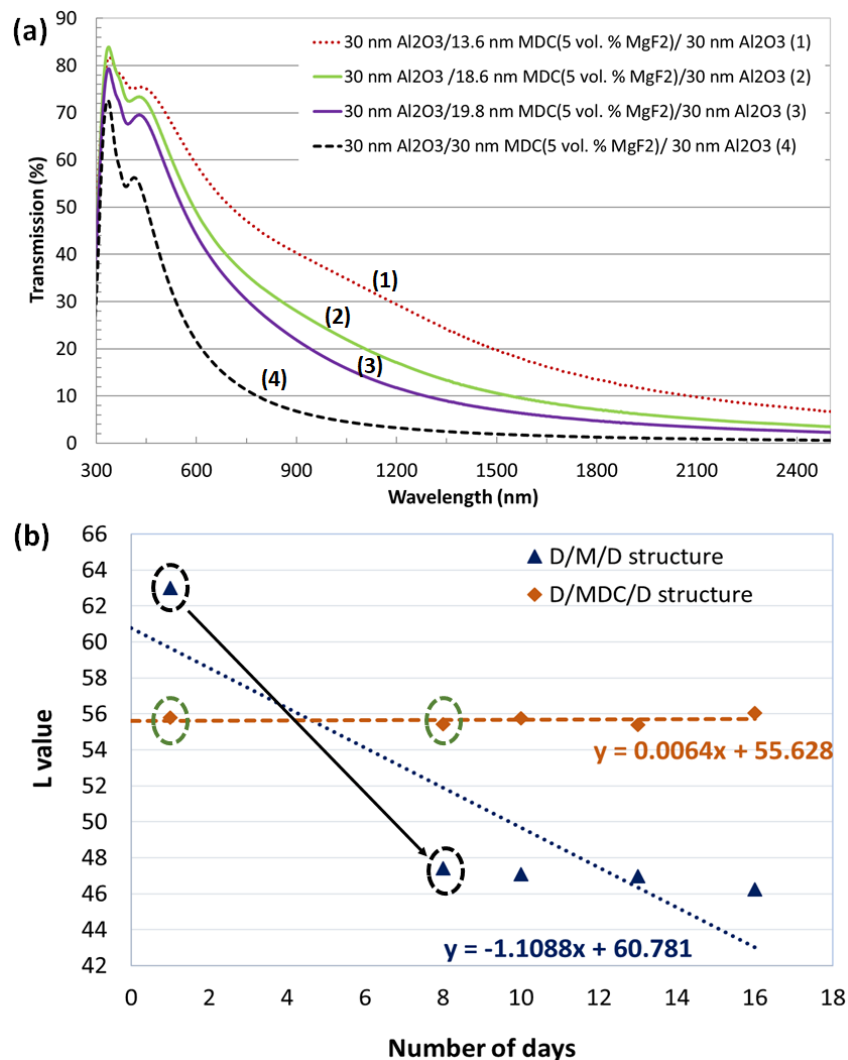 (a)
100
90
80
70
60
50
40
30
20
10
0
Transmission (%)
30 nm Al2O3/13.6 nm MDC(5 vol. % MgF2)/ 30 nm Al2O3 (1)
30 nm Al2O3 /18.6 nm MDC(5 vol. % MgF2)/30 nm Al2O3 (2)
30 nm Al2O3/19.8 nm MDC(5 vol. % MgF2)/30 nm Al2O3 (3)
30 nm Al2O3/30 nm MDC(5 vol. % MgF2)/ 30 nm Al2O3 (4)
(1)
(2)
(3)
(4)
300 600 900 1200 1500 1800 2100 2400
Wavelength (nm)
(b)
66
64
62
60
58
56
54
52
50
48
46
44
42
L value
D/M/D structure
D/MDC/D structure
y = 0.0064x + 55.628
y = -1.1088x + 60.781
0 2 4 6 8 10 12 14 16 18
Number of days